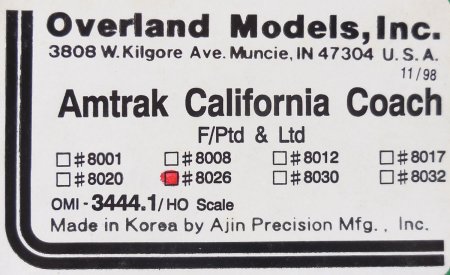 Overland Models, Inc.
3808 W. Kilgore Ave. Muncie, IN 47304 U.S.A.
11/98
Amtrak California Coach
F/Ptd & Ltd
#8001 #8008 #8012 #8017
#8020 #8026 #8030 #8032
OMI - 3444.1/HO Scale
Made in Korea by Ajin Precision Mfg., Inc.